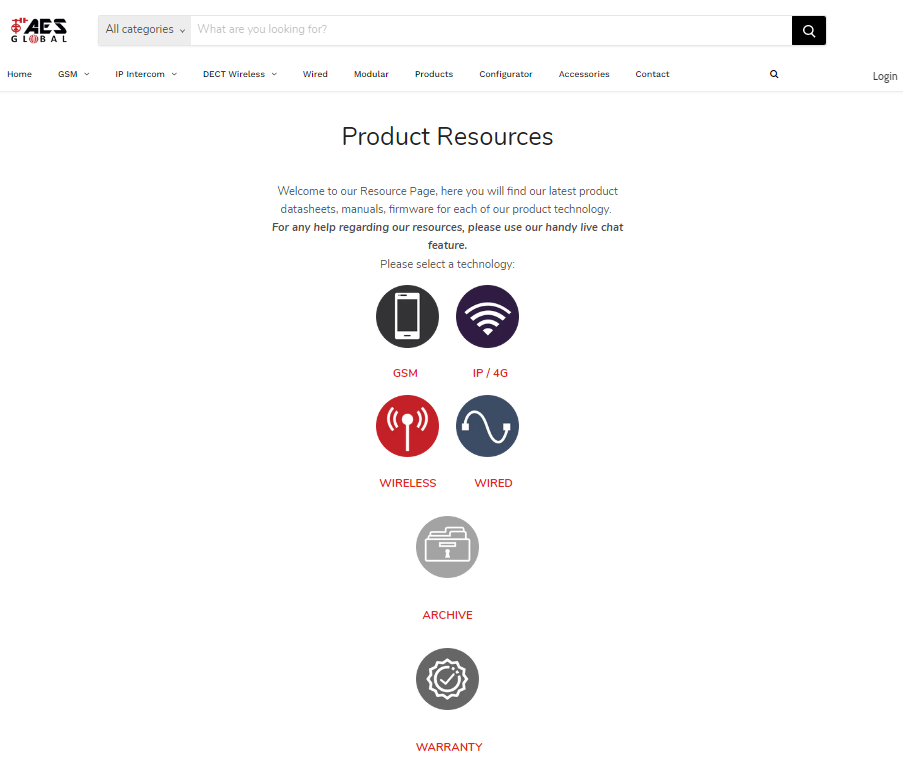 AES
GLOBAL
All categories
What are you looking for?
Home GSM IP Intercom DECT Wireless Wired Modular Products Configurator Accessories Contact
Login
Product Resources
Welcome to our Resource Page, here you will find our latest product
datasheets, manuals, firmware for each of our product technology.
For any help regarding our resources, please use our handy live chat
feature.
Please select a technology:
GSM IP / 4G
WIRELESS WIRED
ARCHIVE
WARRANTY